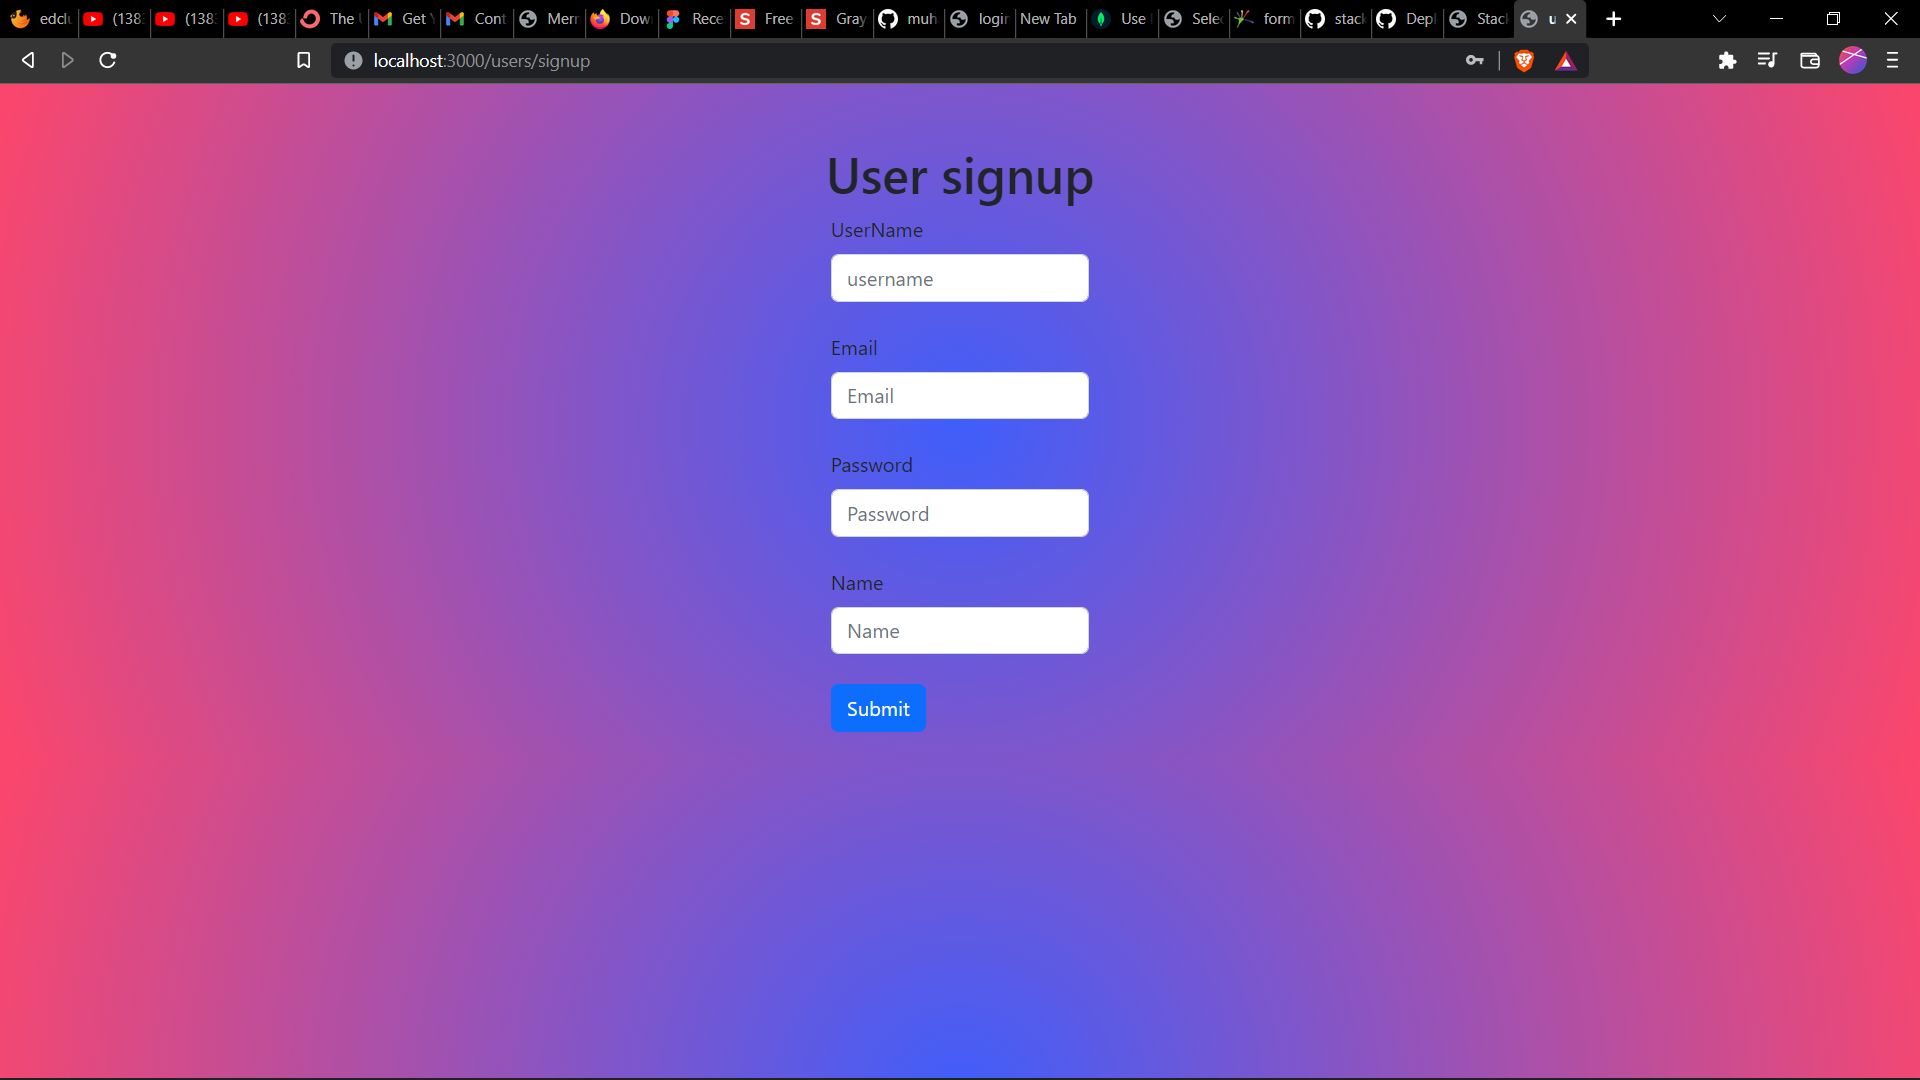 edclu (138 (138 (138 The Get Cont Merr Dow Rece Free Gray muh login New Tab Use Selec form stack Depl Stack u
localhost:3000/users/signup
User signup
UserName
username
Email
Email
Password
Password
Name
Name
Submit